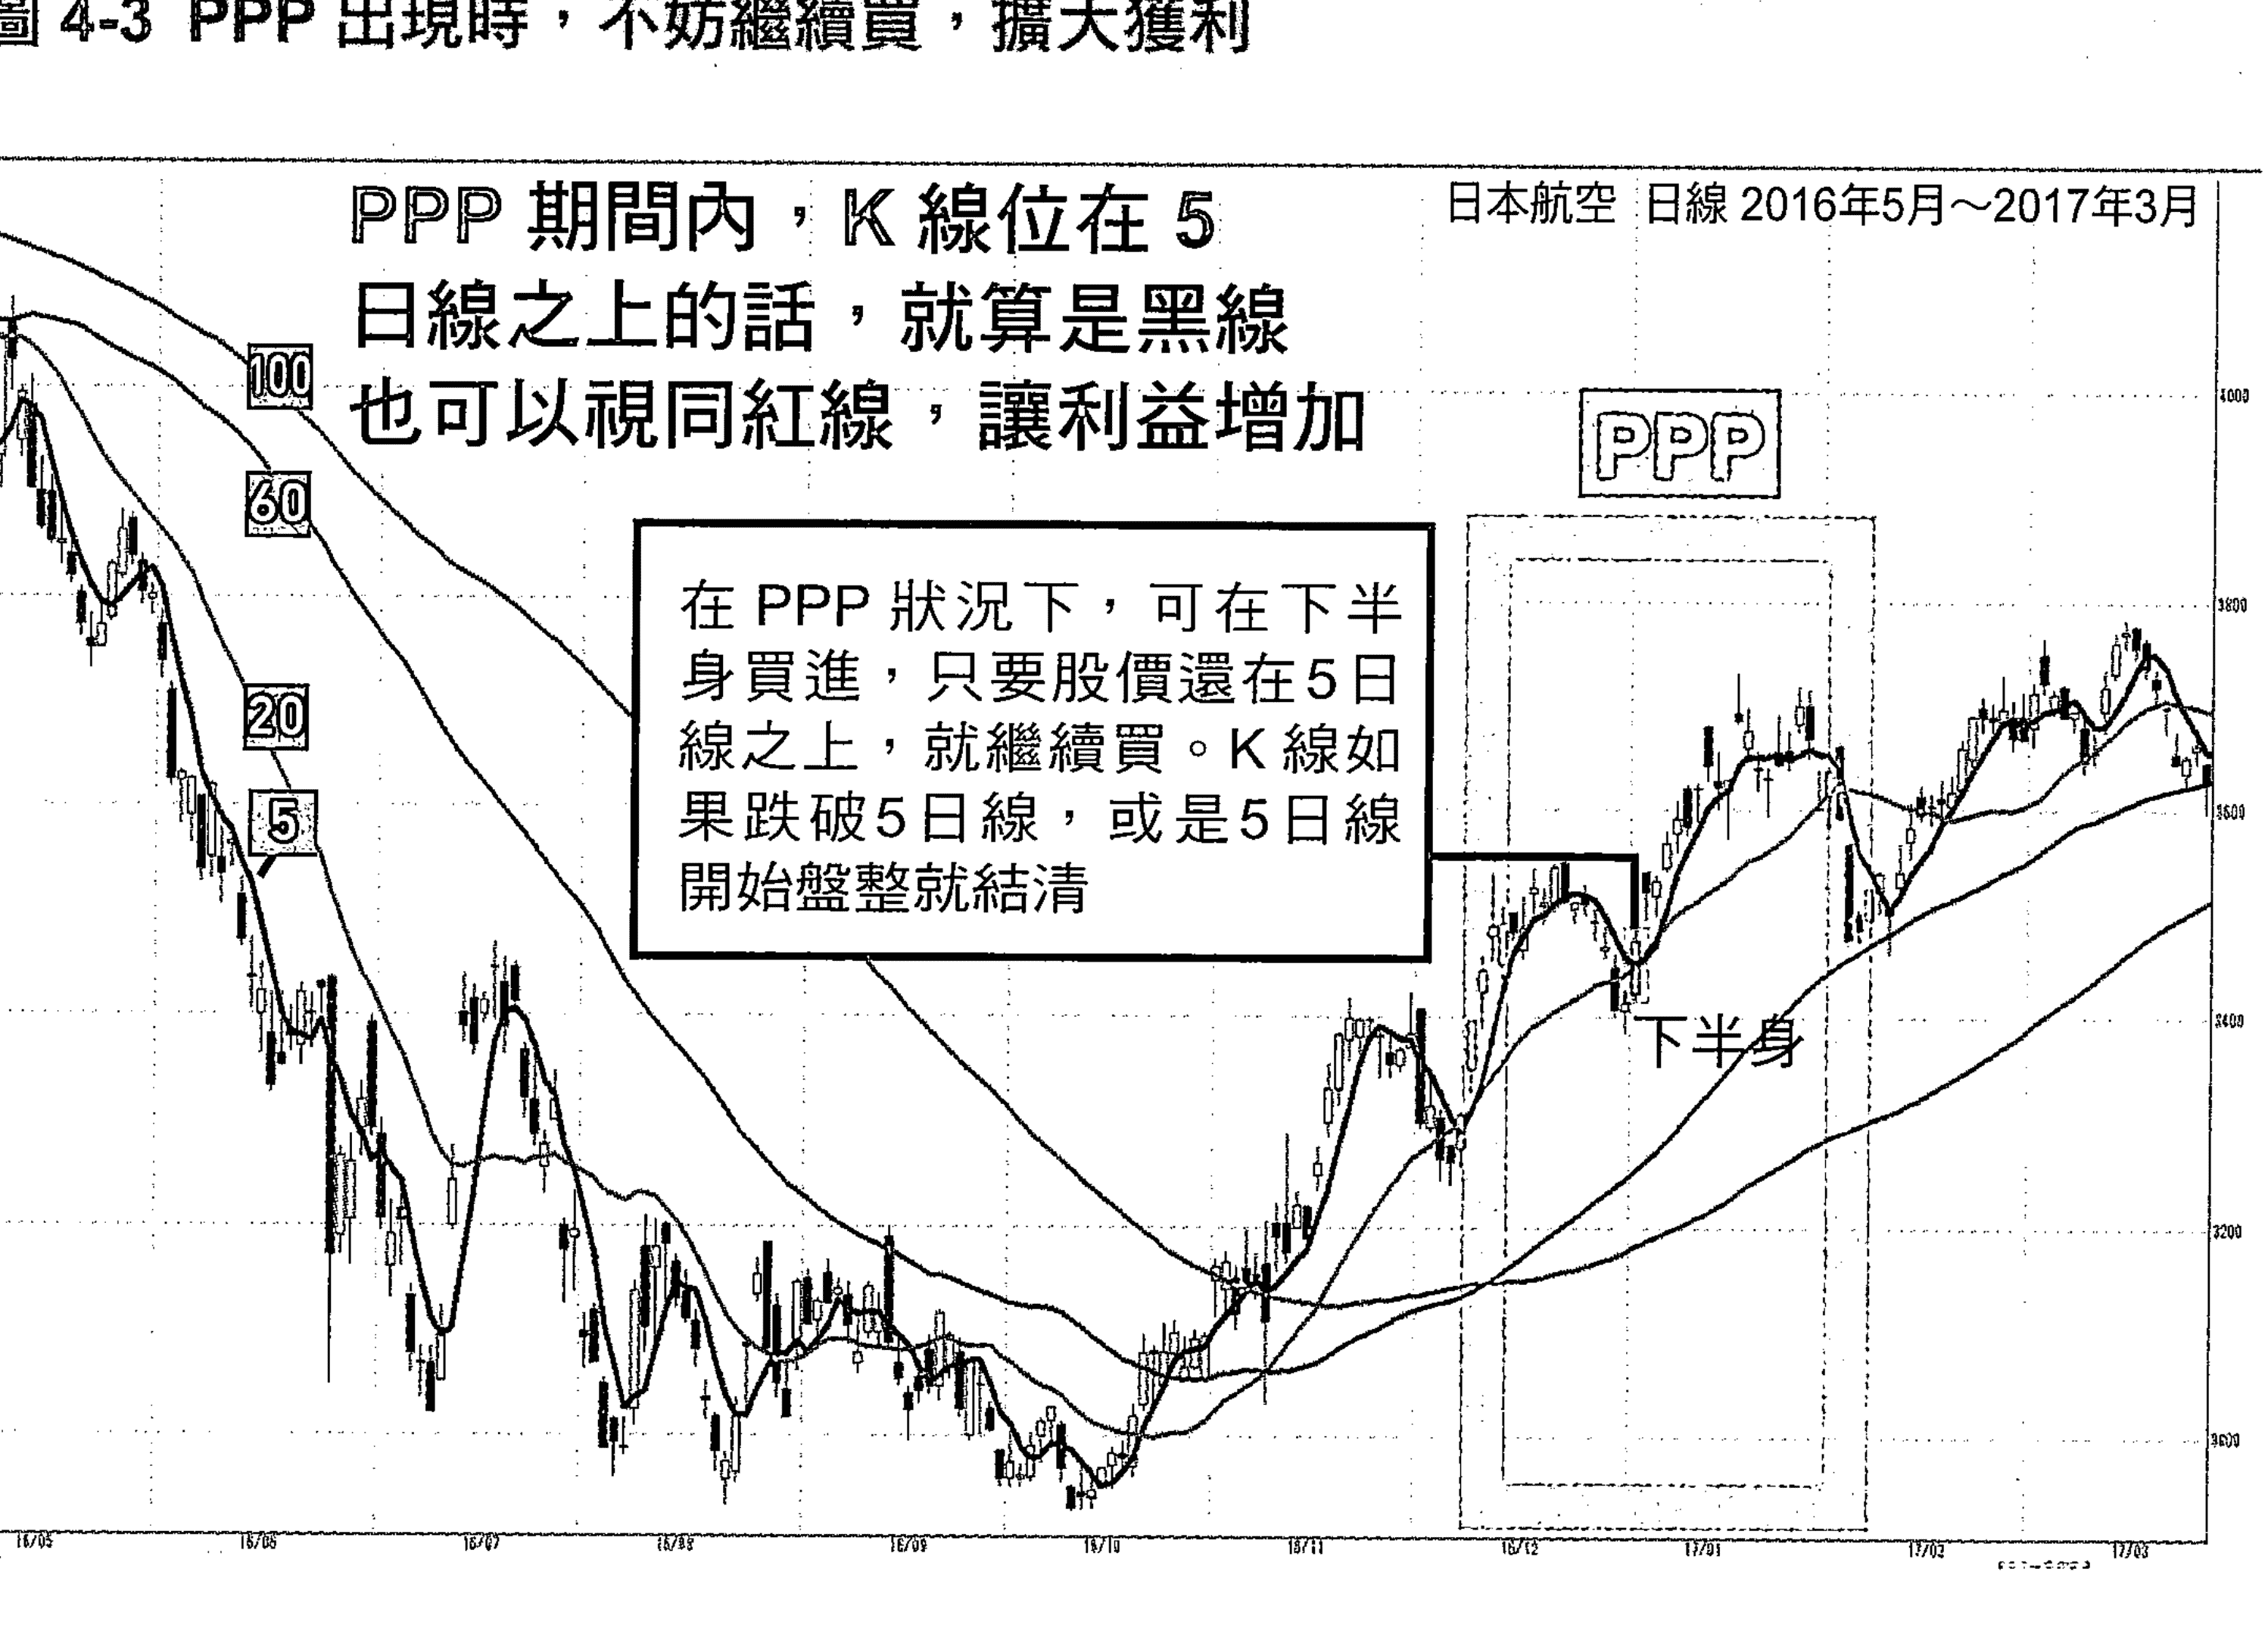 圖 4-3 PPP 出現時，不妨繼續買，擴大獲利
PPP 期間內，K 線位在 5
日線之上的話，就算是黑線
也可以視同紅線，讓利益增加
日本航空 日線 2016年5月～2017年3月
100
60
20
5
PPP
在 PPP 狀況下，可在下半
身買進，只要股價還在5日
線之上，就繼續買。K 線如
果跌破5日線，或是5日線
開始盤整就結清
下半身
4000
3800
3600
3400
3200
16/05 16/06 16/07 16/08 16/09 16/10 16/11 16/12 17/01 17/02 17/03